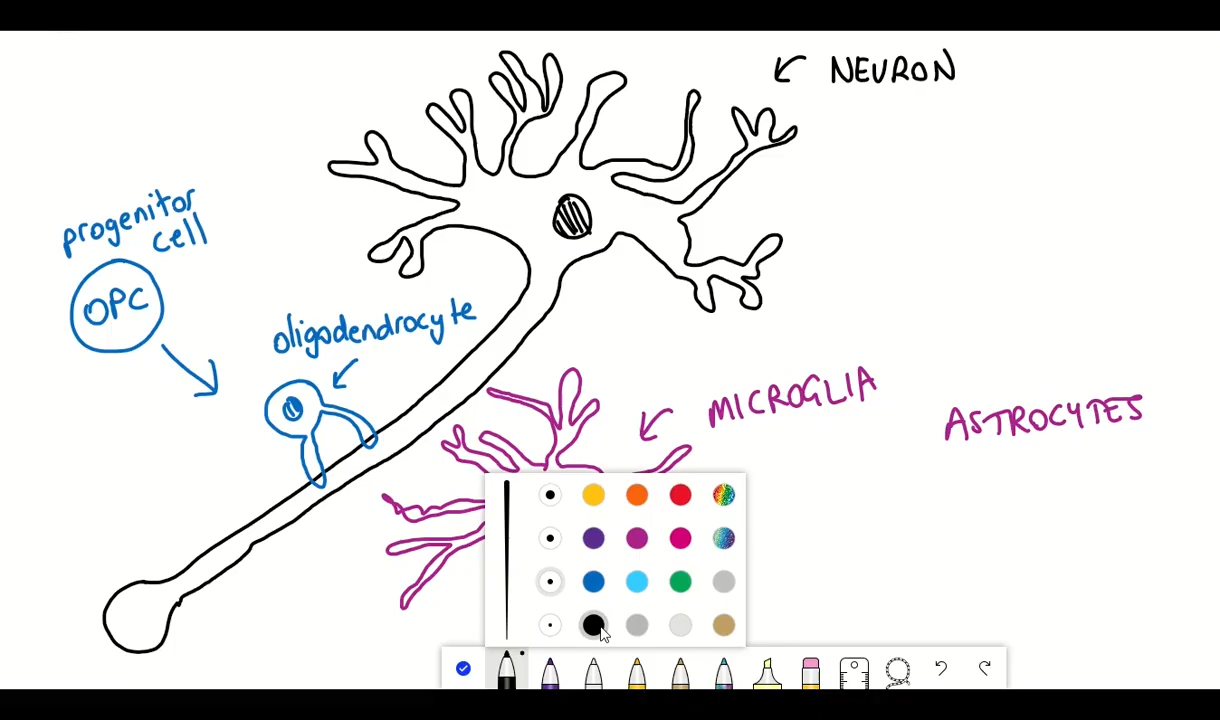 NEURON
progenitor
cell
OPC
oligodendrocyte
MICROGLIA
ASTROCYTES